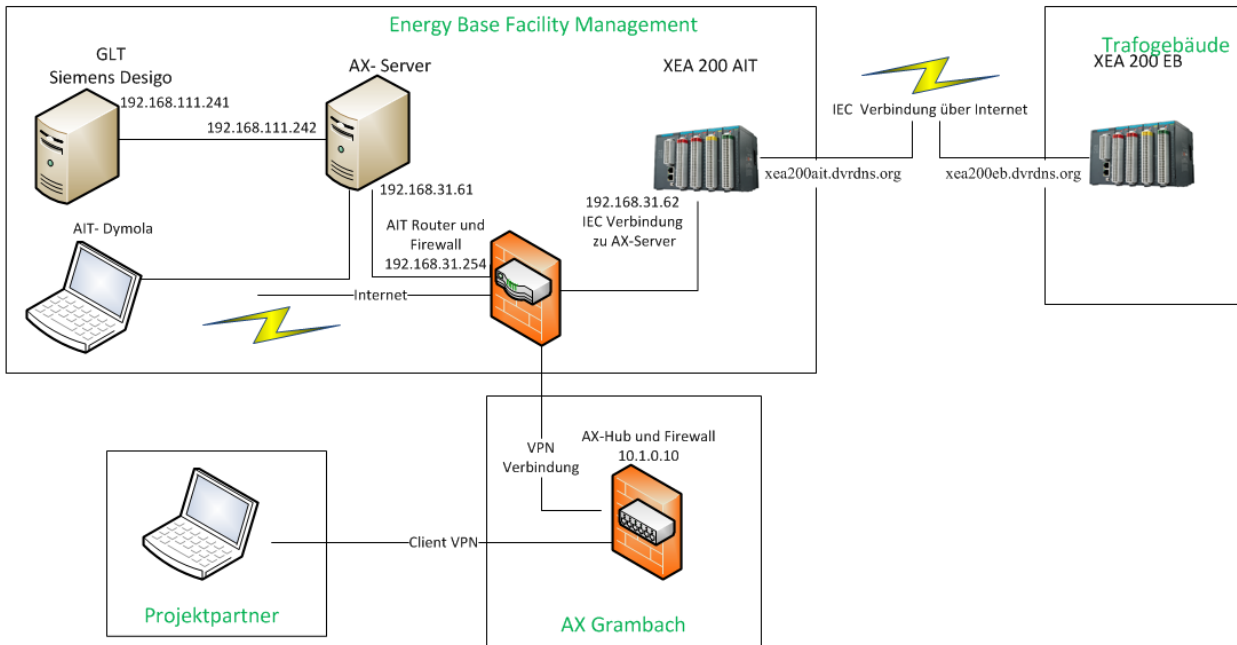 Energy Base Facility Management
GLT
Siemens Desigo
192.168.111.241
AX- Server
192.168.111.242
192.168.31.61
XEA 200 AIT
192.168.31.62
IEC Verbindung
zu AX-Server
AIT- Dymola
AIT Router und
Firewall
192.168.31.254
Internet
IEC Verbindung über Internet
xea200ait.dvrdns.org
xea200eb.dvrdns.org
Trafogebäude
XEA 200 EB
VPN
Verbindung
AX-Hub und Firewall
10.1.0.10
Client VPN
Projektpartner
AX Grambach